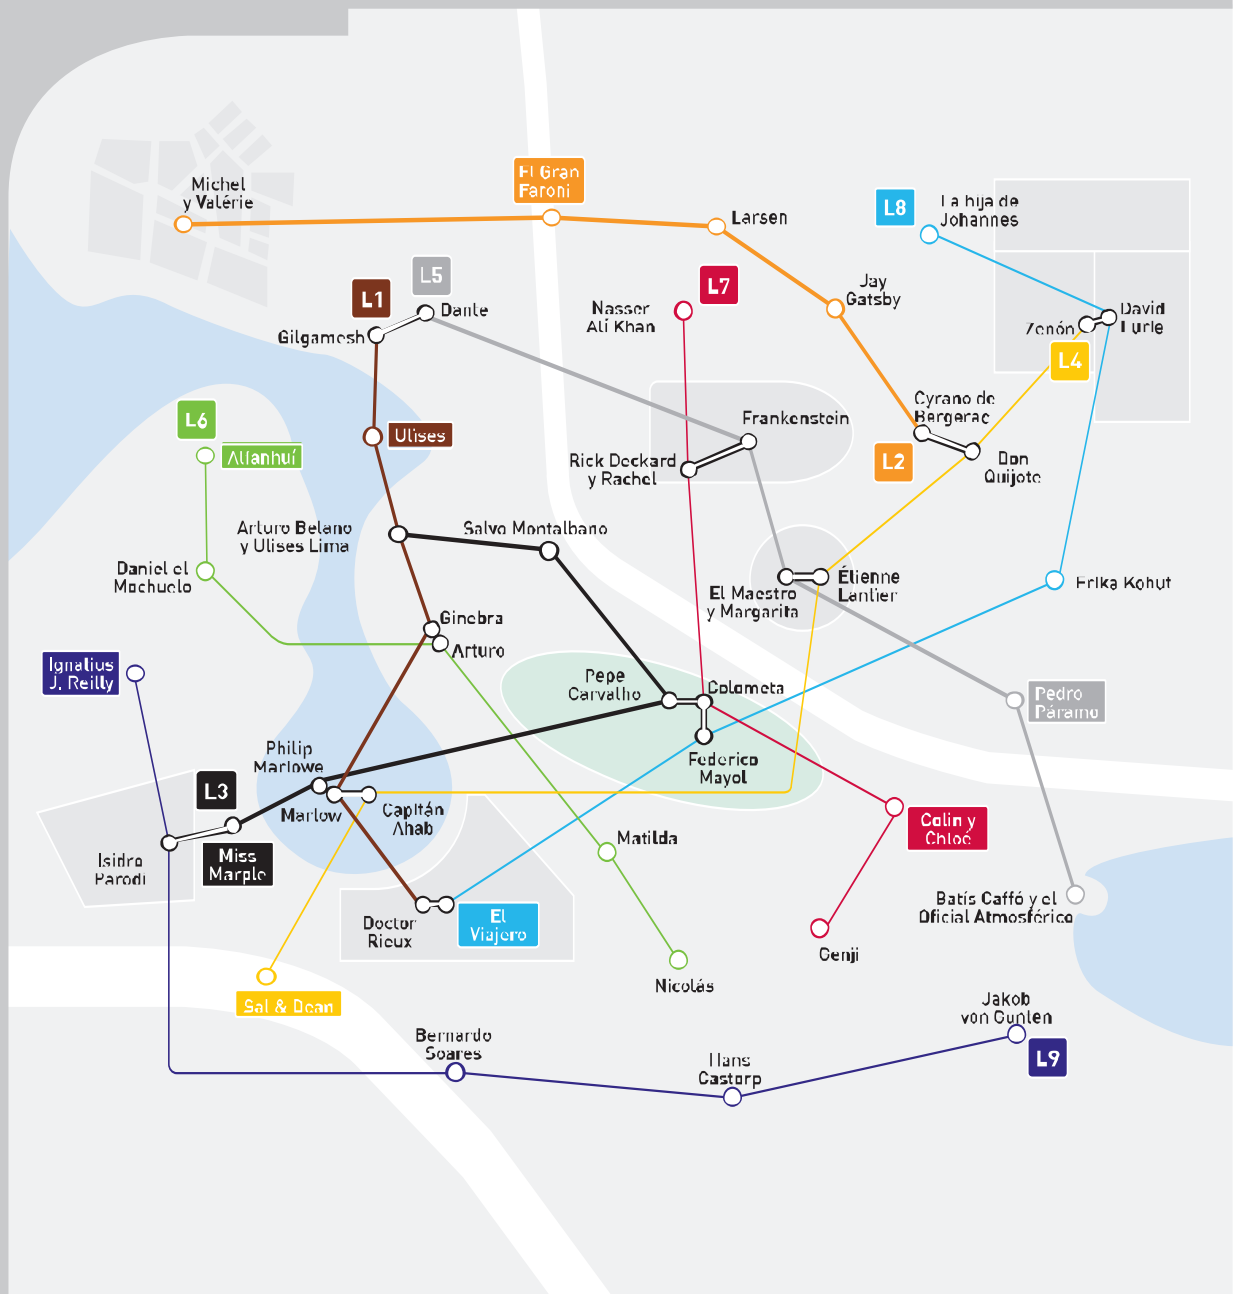 Michel
y Valérie
El Gran
Faroni
Larsen
L8
La hija de
Johannes
L5
L1
Dante
Gilgamesh
L7
Nasser
Alí Khan
Jay
Gatsby
David
Lurie
Zenón
L4
L6
Alfanhuí
Ulises
Frankenstein
Cyrano de
Bergerac
L2
Rick Deckard
y Rachel
Don
Quijote
Arturo Belano
y Ulises Lima
Salvo Montalbano
Daniel el
Mochuelo
El Maestro
y Margarita
Étienne
Lantier
Erika Kohut
Ginebra
Arturo
Ignatius
J. Reilly
Pepe
Carvalho
Colometa
Pedro
Páramo
Philip
Marlowe
Federico
Mayol
L3
Marlow
Capitán
Ahab
Colin y
Chloé
Matilda
Isidro
Parodi
Miss
Marple
Doctor
Rieux
El
Viajero
Batís Caffó y el
Oficial Atmosférico
Genji
Nicolás
Sal & Dean
Jakob
von Gunten
Bernardo
Soares
Hans
Castorp
L9